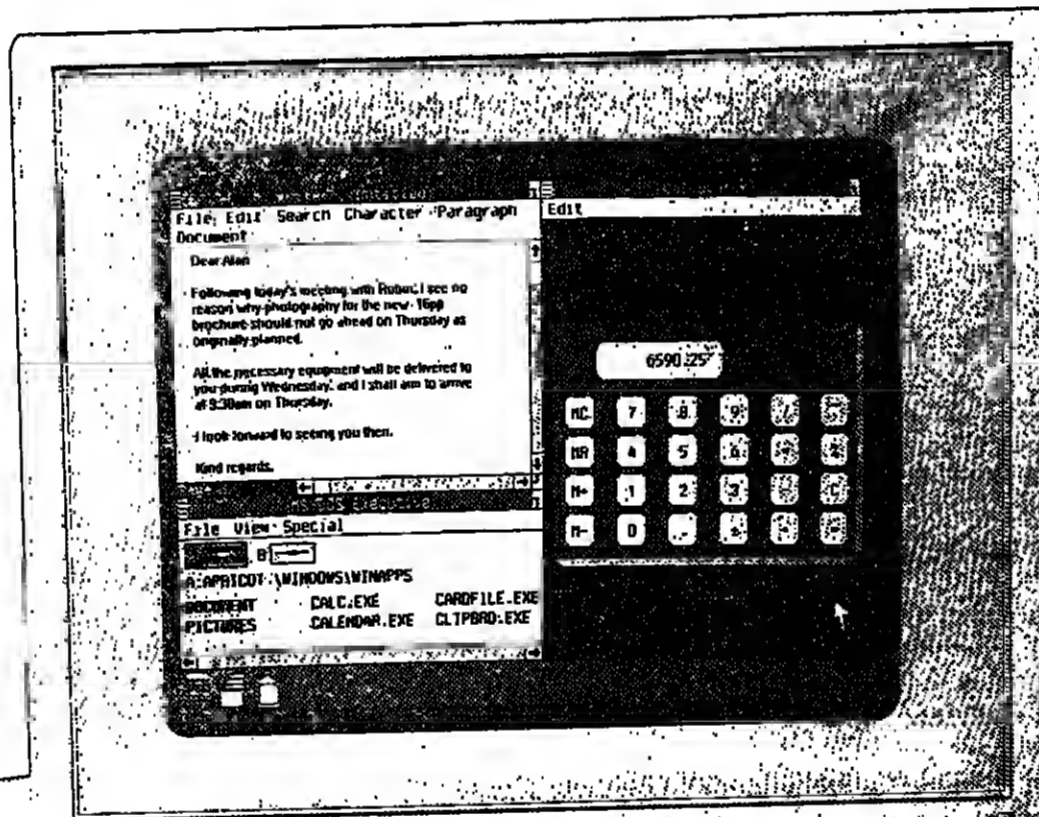 File Edit Search Character Paragraph
Document
Dear Alan
Following today's meeting with Robin, I see no
reason why photography for the new 16pp
brochure should not go ahead on Thursday as
originally planned.
All the necessary equipment will be delivered to
you during Wednesday, and I shall aim to arrive
at 9:30am on Thursday.
I look forward to seeing you then.
Kind regards.
MS-DOS Executive
File View Special
B
A:APRICOT \WINDOWS\WINAPPS
DOCUMENT CALC.EXE CARDFILE.EXE
PICTURES CALENDAR.EXE CLIPBRD.EXE
Edit
6590.25
MC 7 8 9 /
MR 4 5 6
M+ 1 2 3 C
M- 0 .